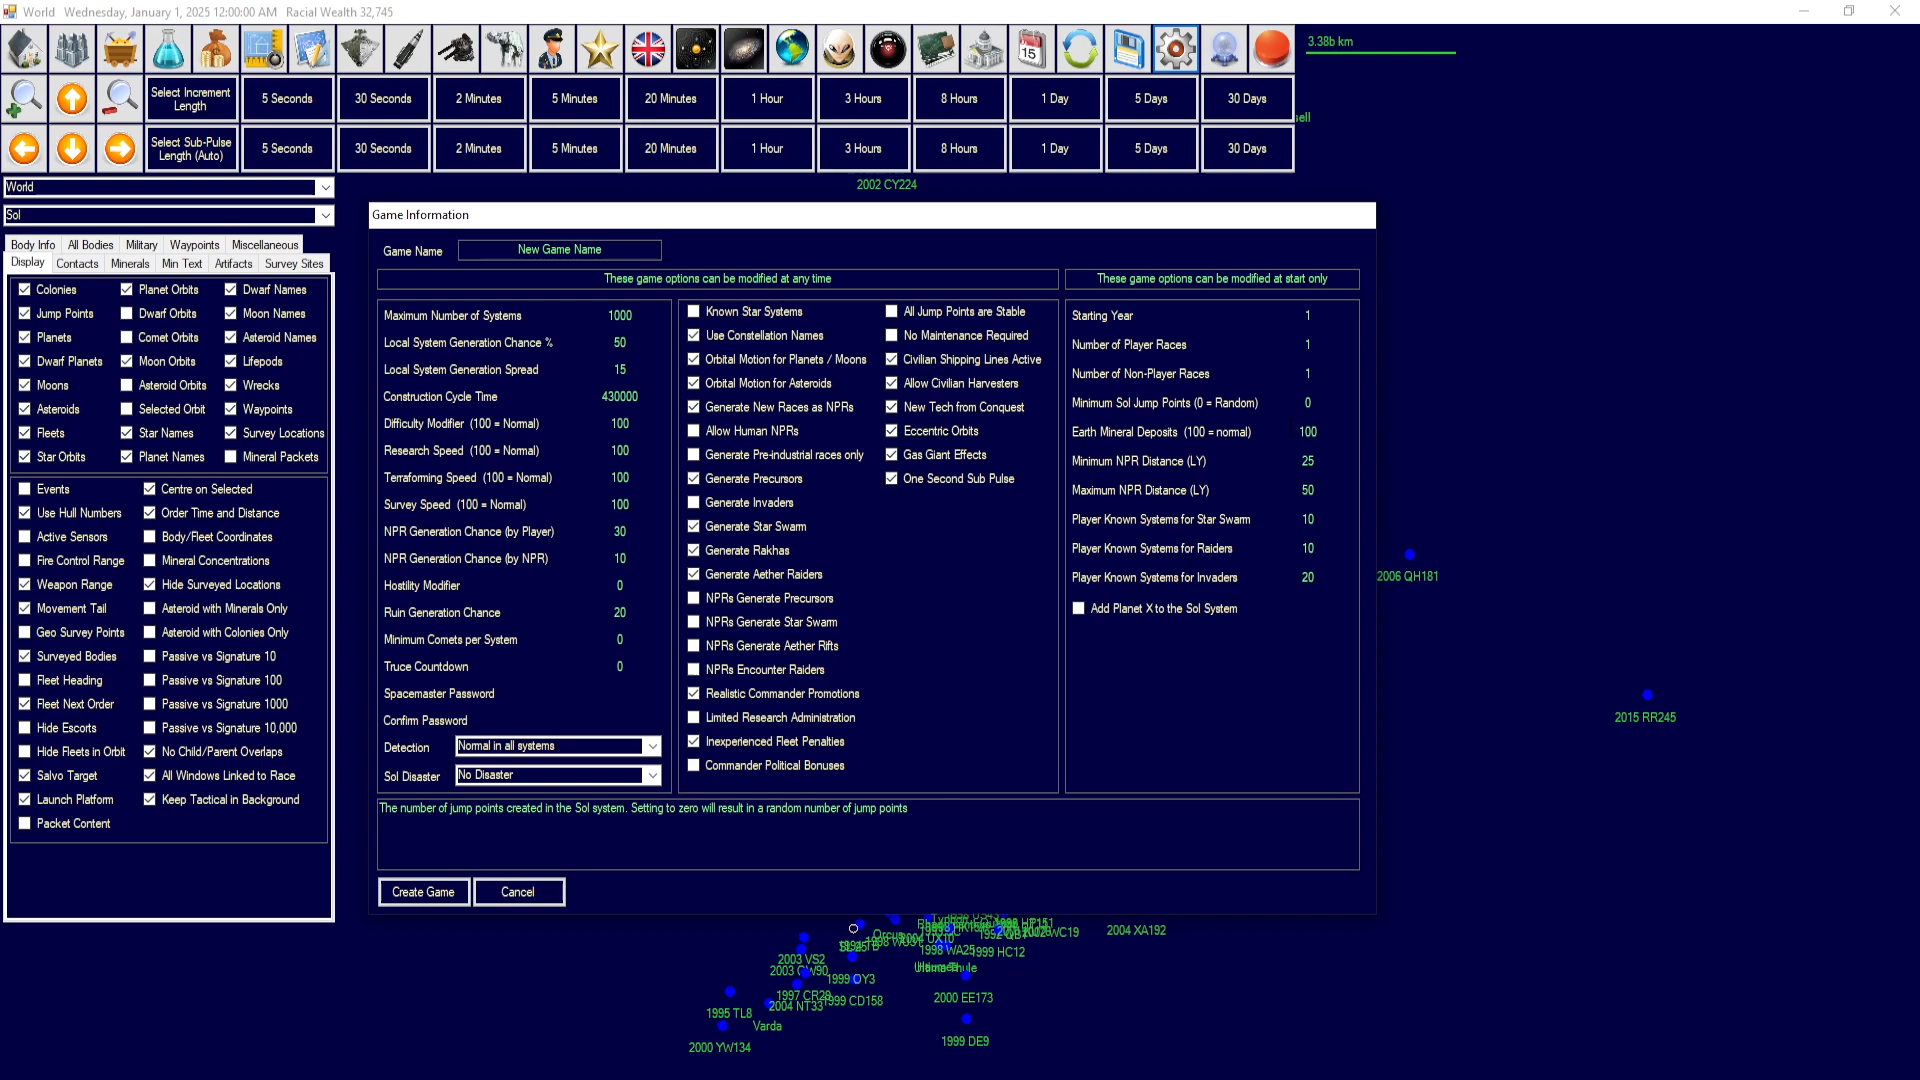 World   Wednesday, January 1, 2025 12:00:00 AM   Racial Wealth 32,745
3.38b km
Select Increment Length
5 Seconds
30 Seconds
2 Minutes
5 Minutes
20 Minutes
1 Hour
3 Hours
8 Hours
1 Day
5 Days
30 Days
Select Sub-Pulse Length (Auto)
5 Seconds
30 Seconds
2 Minutes
5 Minutes
20 Minutes
1 Hour
3 Hours
8 Hours
1 Day
5 Days
30 Days
15
World
Sol
Body Info
All Bodies
Military
Waypoints
Miscellaneous
Display
Contacts
Minerals
Min Text
Artifacts
Survey Sites
Colonies
Planet Orbits
Dwarf Names
Jump Points
Dwarf Orbits
Moon Names
Planets
Comet Orbits
Asteroid Names
Dwarf Planets
Moon Orbits
Lifepods
Moons
Asteroid Orbits
Wrecks
Asteroids
Selected Orbit
Waypoints
Fleets
Star Names
Survey Locations
Star Orbits
Planet Names
Mineral Packets
Events
Centre on Selected
Use Hull Numbers
Order Time and Distance
Active Sensors
Body/Fleet Coordinates
Fire Control Range
Mineral Concentrations
Weapon Range
Hide Surveyed Locations
Movement Tail
Asteroid with Minerals Only
Geo Survey Points
Asteroid with Colonies Only
Surveyed Bodies
Passive vs Signature 10
Fleet Heading
Passive vs Signature 100
Fleet Next Order
Passive vs Signature 1000
Hide Escorts
Passive vs Signature 10,000
Hide Fleets in Orbit
No Child/Parent Overlaps
Salvo Target
All Windows Linked to Race
Launch Platform
Keep Tactical in Background
Packet Content
2002 CY224
Game Information
Game Name
New Game Name
These game options can be modified at any time
These game options can be modified at start only
Maximum Number of Systems 1000
Local System Generation Chance % 50
Local System Generation Spread 15
Construction Cycle Time 430000
Difficulty Modifier (100 = Normal) 100
Research Speed (100 = Normal) 100
Terraforming Speed (100 = Normal) 100
Survey Speed (100 = Normal) 100
NPR Generation Chance (by Player) 30
NPR Generation Chance (by NPR) 10
Hostility Modifier 0
Ruin Generation Chance 20
Minimum Comets per System 0
Truce Countdown 0
Spacemaster Password
Confirm Password
Detection Normal in all systems
Sol Disaster No Disaster
Known Star Systems
Use Constellation Names
Orbital Motion for Planets / Moons
Orbital Motion for Asteroids
Generate New Races as NPRs
Allow Human NPRs
Generate Pre-industrial races only
Generate Precursors
Generate Invaders
Generate Star Swarm
Generate Rakhas
Generate Aether Raiders
NPRs Generate Precursors
NPRs Generate Star Swarm
NPRs Generate Aether Rifts
NPRs Encounter Raiders
Realistic Commander Promotions
Limited Research Administration
Inexperienced Fleet Penalties
Commander Political Bonuses
All Jump Points are Stable
No Maintenance Required
Civilian Shipping Lines Active
Allow Civilian Harvesters
New Tech from Conquest
Eccentric Orbits
Gas Giant Effects
One Second Sub Pulse
Starting Year 1
Number of Player Races 1
Number of Non-Player Races 1
Minimum Sol Jump Points (0 = Random) 0
Earth Mineral Deposits (100 = normal) 100
Minimum NPR Distance (LY) 25
Maximum NPR Distance (LY) 50
Player Known Systems for Star Swarm 10
Player Known Systems for Raiders 10
Player Known Systems for Invaders 20
Add Planet X to the Sol System
The number of jump points created in the Sol system. Setting to zero will result in a random number of jump points
Create Game
Cancel
2006 QH181
2015 RR245
2004 XA192
1999 HC12
1998 WA25
2003 VS2
1999 OY3
1999 CD158
2004 NT33
2000 EE173
1995 TL8
Varda
2000 YW134
1999 DE9